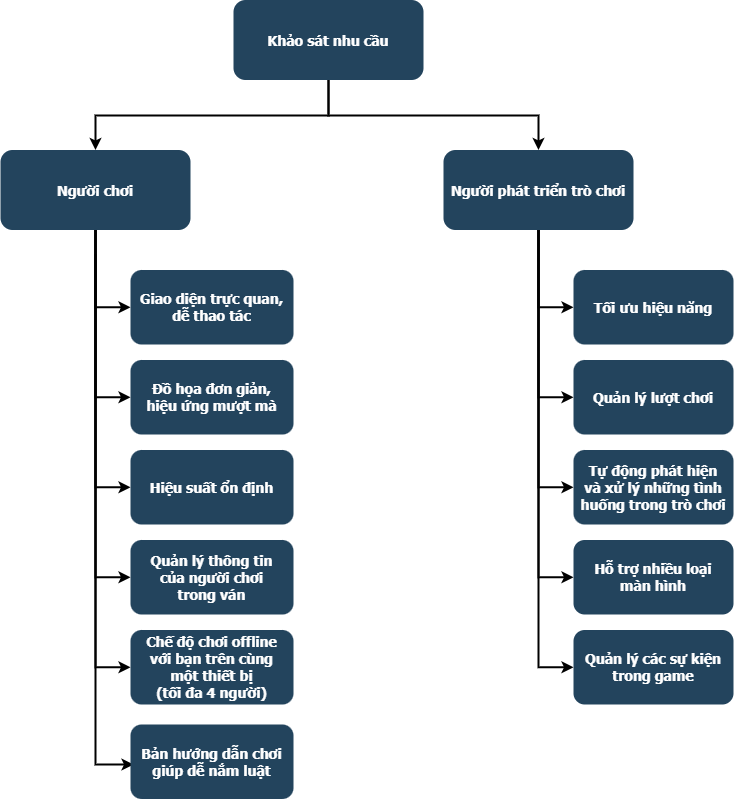 Khảo sát nhu cầu
Người chơi
Người phát triển trò chơi
Giao diện trực quan,
dễ thao tác
Đồ họa đơn giản,
hiệu ứng mượt mà
Hiệu suất ổn định
Quản lý thông tin
của người chơi
trong ván
Chế độ chơi offline
với bạn trên cùng
một thiết bị
(tối đa 4 người)
Bản hướng dẫn chơi
giúp dễ nắm luật
Tối ưu hiệu năng
Quản lý lượt chơi
Tự động phát hiện
và xử lý những tình
huống trong trò chơi
Hỗ trợ nhiều loại
màn hình
Quản lý các sự kiện
trong game